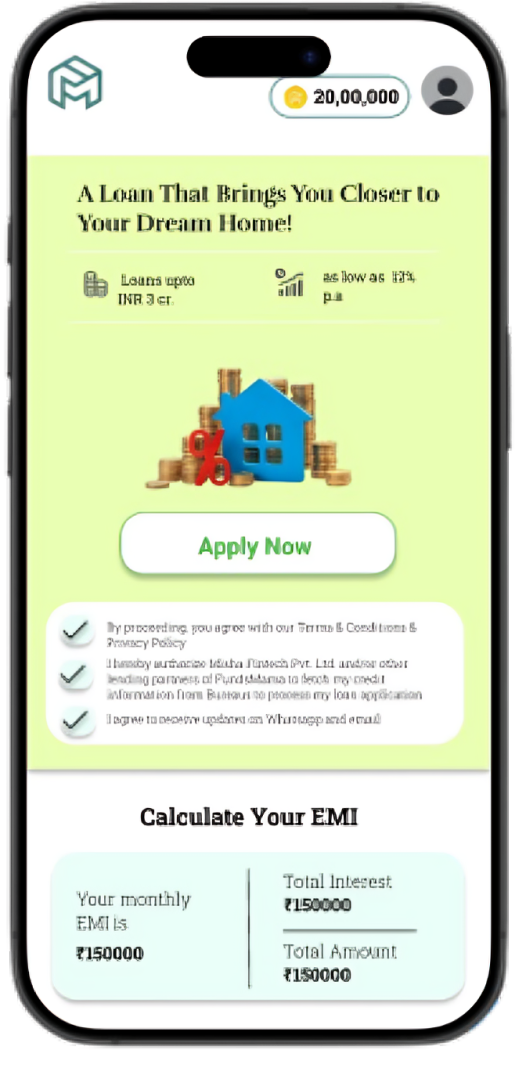 20,00,000
A Loan That Brings You Closer to
Your Dream Home!
Loans upto
INR 3 cr.
as low as 12%
p.a
%
Apply Now
By proceeding, you agree with our Terms & Conditions &
Privacy Policy
I hereby authorize Fintech Pvt. Ltd. and/or other
lending partners of FundsMama to fetch my credit
information from Bureau to process my loan application
I agree to receive updates on Whatsapp and email
Calculate Your EMI
Your monthly
EMI is
₹150000
Total Interest
₹150000
Total Amount
₹150000